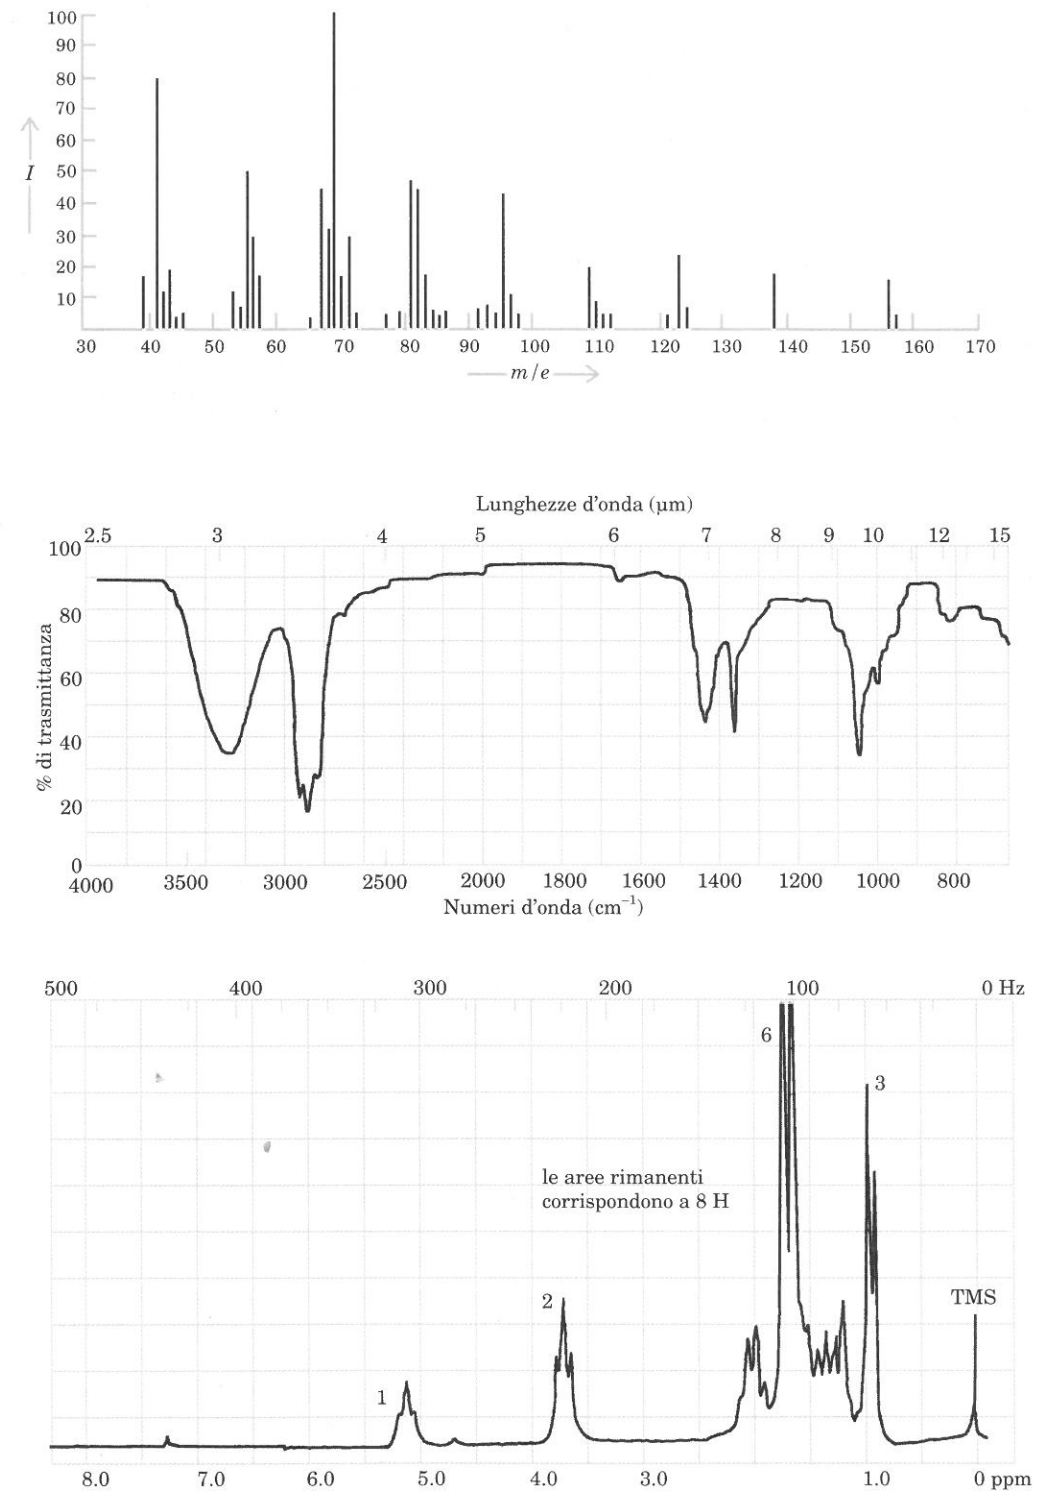 100
90
80
70
60
50
40
30
20
10
I
30 40 50 60 70 80 90 100 110 120 130 140 150 160 170
m/e
Lunghezze d'onda (µm)
2.5 3 4 5 6 7 8 9 10 12 15
100
80
60
40
20
0
% di trasmittanza
4000 3500 3000 2500 2000 1800 1600 1400 1200 1000 800
Numeri d'onda (cm⁻¹)
500 400 300 200 100 0 Hz
6
3
le aree rimanenti
corrispondono a 8 H
2
TMS
1
8.0 7.0 6.0 5.0 4.0 3.0 1.0 0 ppm